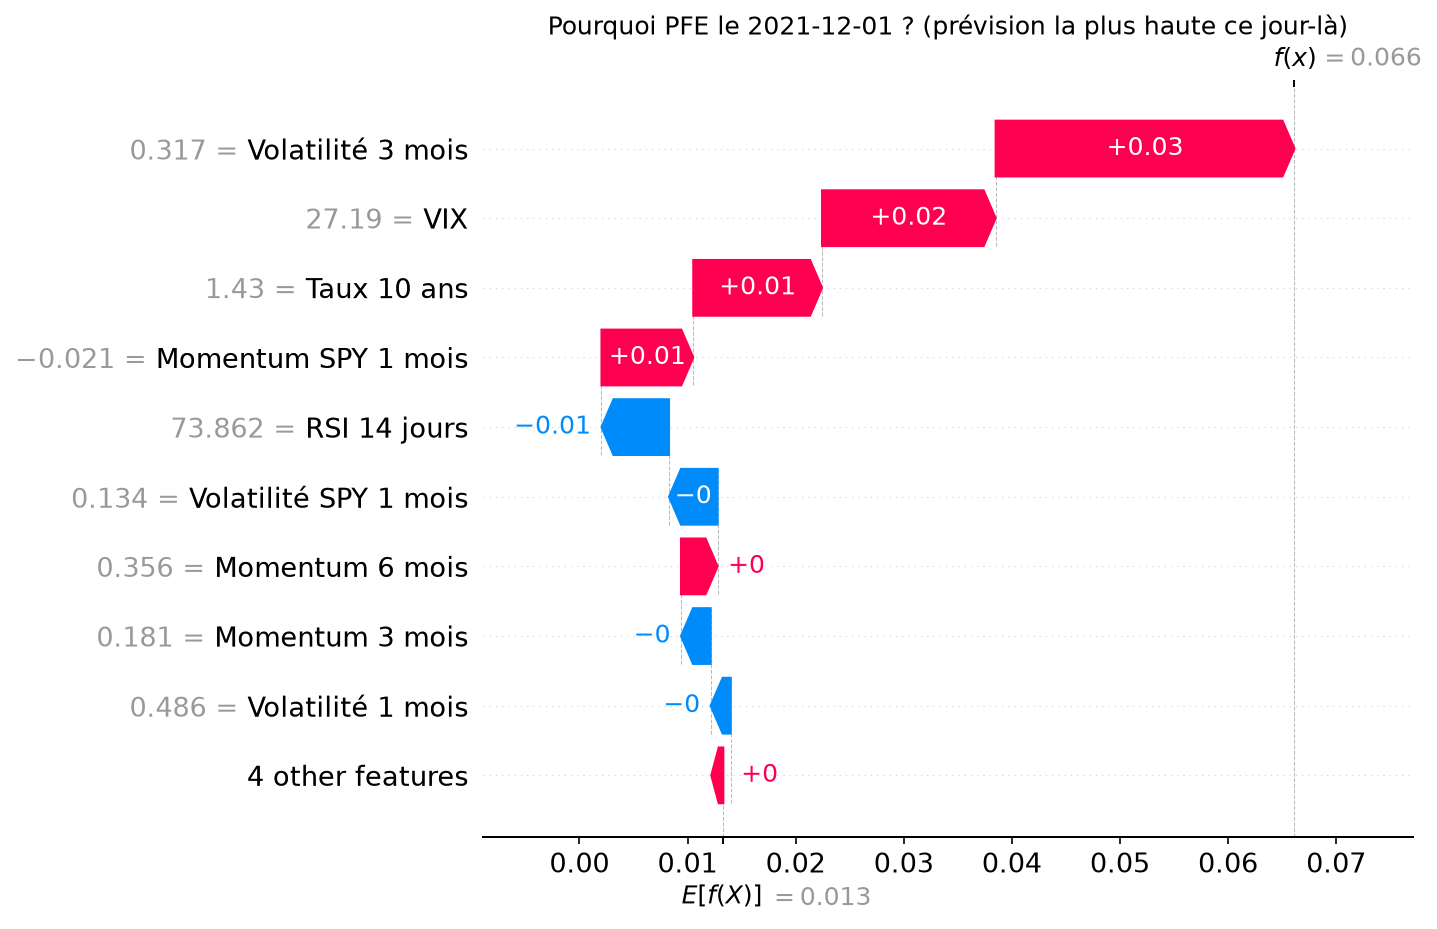 Pourquoi PFE le 2021-12-01 ? (prévision la plus haute ce jour-là)
f(x) = 0.066
0.317 = Volatilité 3 mois +0.03
27.19 = VIX +0.02
1.43 = Taux 10 ans +0.01
−0.021 = Momentum SPY 1 mois +0.01
73.862 = RSI 14 jours −0.01
0.134 = Volatilité SPY 1 mois −0
0.356 = Momentum 6 mois +0
0.181 = Momentum 3 mois −0
0.486 = Volatilité 1 mois −0
4 other features +0
0.00 0.01 0.02 0.03 0.04 0.05 0.06 0.07
E[f(X)] = 0.013